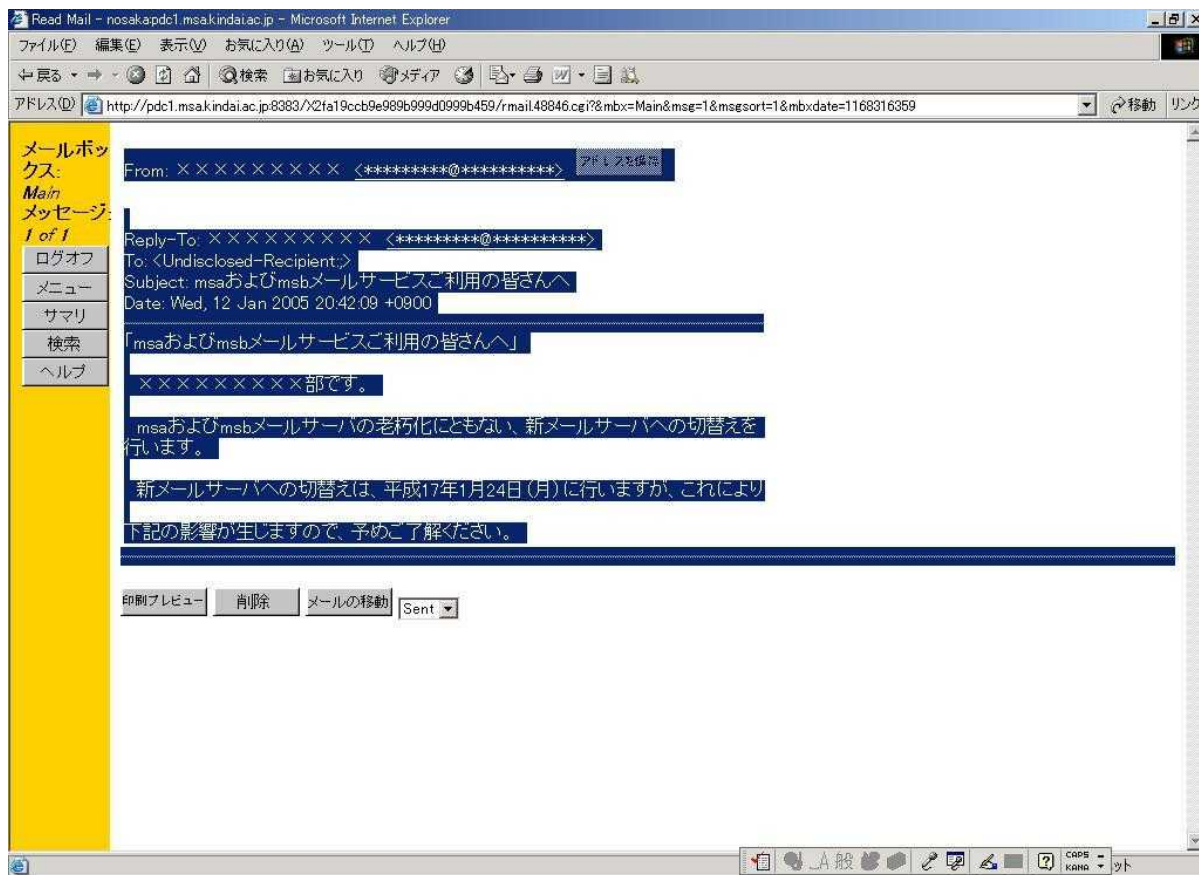 Read Mail - nosaka:pdc1.msa.kindai.ac.jp - Microsoft Internet Explorer
ファイル(F) 編集(E) 表示(V) お気に入り(A) ツール(T) ヘルプ(H)
戻る 検索 お気に入り メディア
アドレス(D) http://pdc1.msa.kindai.ac.jp:8383/X2fa19ccb9e989b999d0999b459/rmail.48846.cgi?&mbx=Main&msg=1&msgsort=1&mbxdate=1168316359 移動 リンク
メールボックス:
Main
メッセージ:
1 of 1
ログオフ
メニュー
サマリ
検索
ヘルプ
From: ××××××××× <*********@**********> アドレスを保存
Reply-To: ××××××××× <*********@**********>
To: <Undisclosed-Recipient:;>
Subject: msaおよびmsbメールサービスご利用の皆さんへ
Date: Wed, 12 Jan 2005 20:42:09 +0900
「msaおよびmsbメールサービスご利用の皆さんへ」
×××××××××部です。
msaおよびmsbメールサーバの老朽化にともない、新メールサーバへの切替えを
行います。
新メールサーバへの切替えは、平成17年1月24日(月)に行いますが、これにより
下記の影響が生じますので、予めご了解ください。
印刷プレビュー 削除 メールの移動 Sent
A 般 CAPS KANA ット